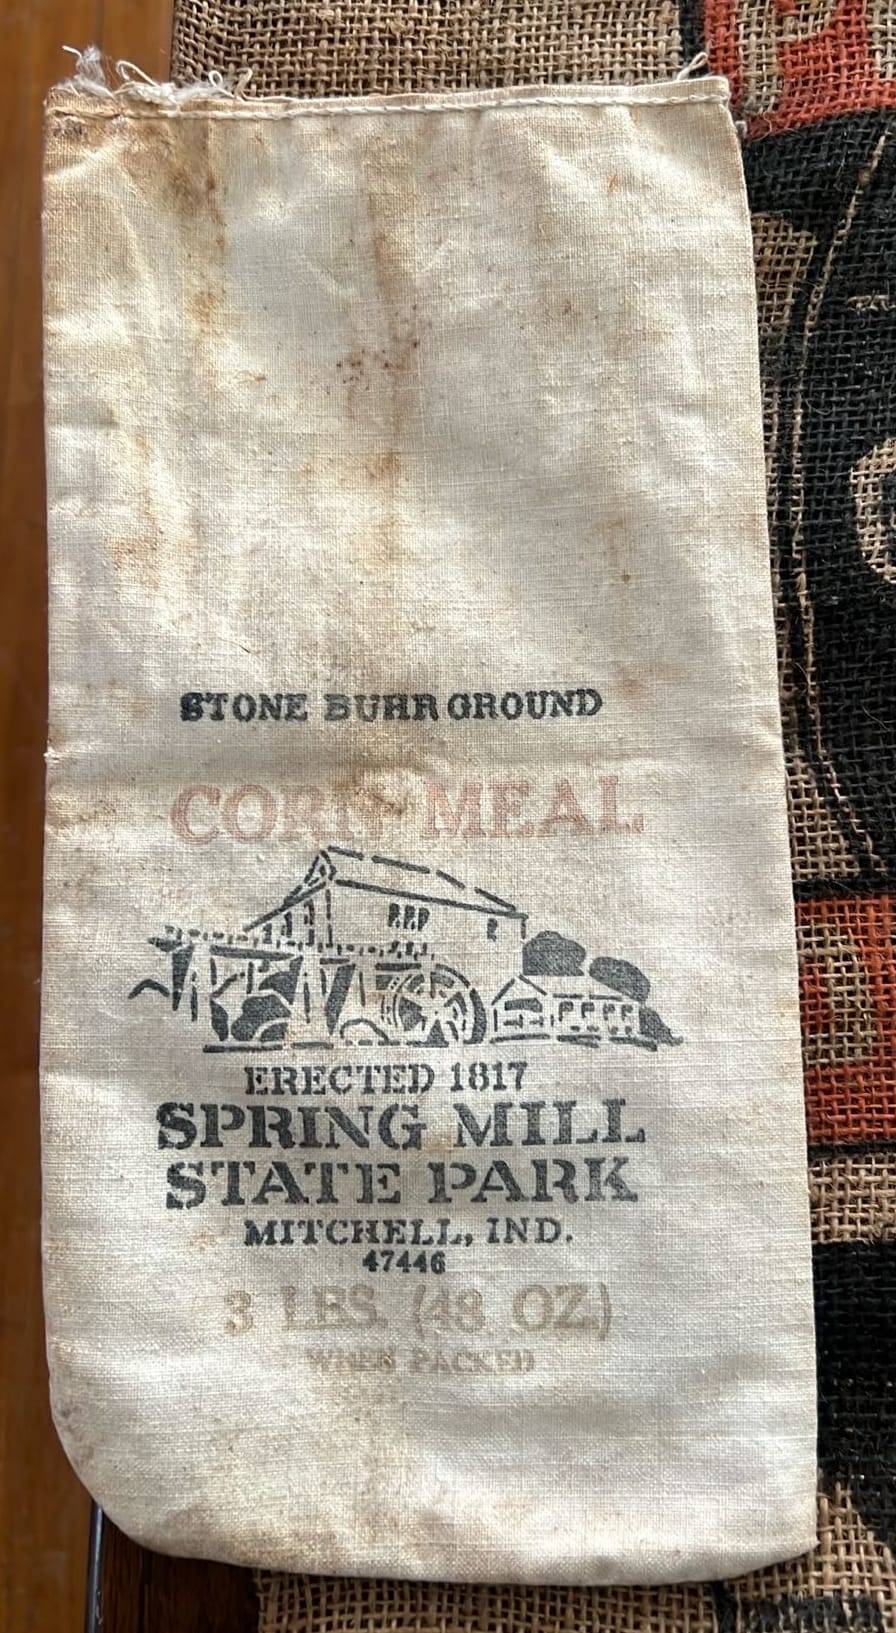 STONE BUHR GROUND
CORN MEAL
ERECTED 1817
SPRING MILL
STATE PARK
MITCHELL, IND.
47446
3 LBS. (48 OZ.)
WHEN PACKED